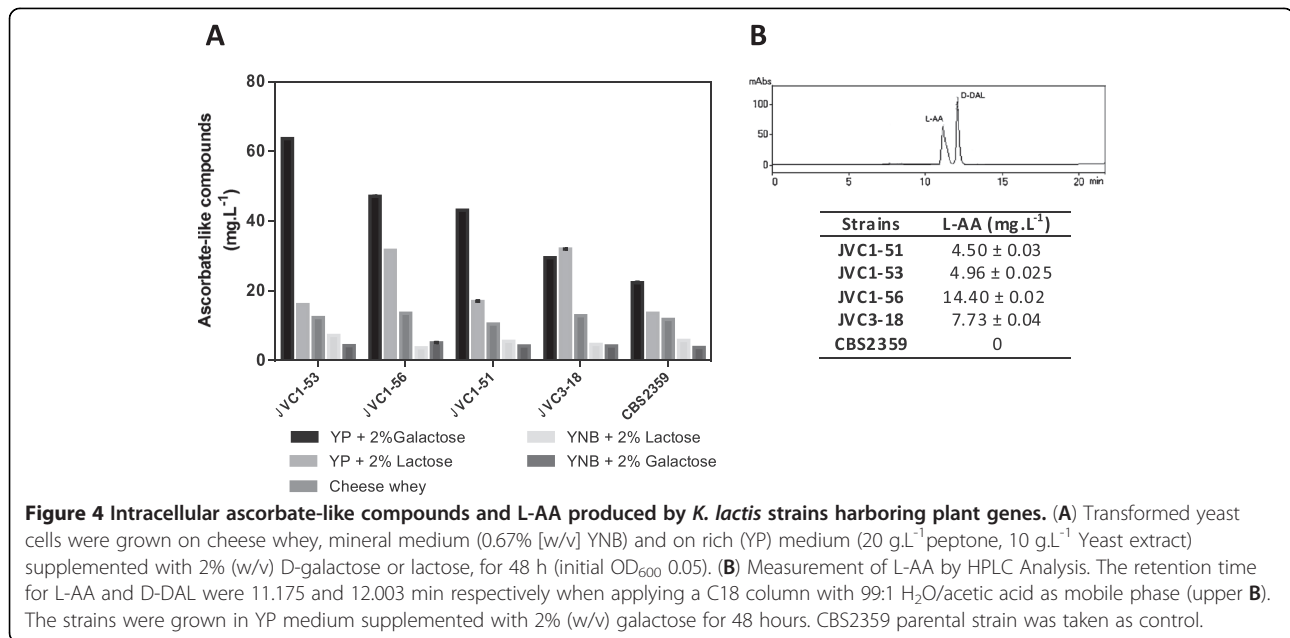 A
B
80
60
40
20
0
Ascorbate-like compounds
(mg.L-1)
JVC1-53
JVC1-56
JVC1-51
JVC3-18
CBS2359
YP + 2%Galactose
YP + 2% Lactose
Cheese whey
YNB + 2% Lactose
YNB + 2% Galactose
mAbs
100
50
0
L-AA
D-DAL
0 5 10 15 20 min
Strains L-AA (mg.L-1)
JVC1-51 4.50 ± 0.03
JVC1-53 4.96 ± 0.025
JVC1-56 14.40 ± 0.02
JVC3-18 7.73 ± 0.04
CBS2359 0
Figure 4 Intracellular ascorbate-like compounds and L-AA produced by K. lactis strains harboring plant genes. (A) Transformed yeast
cells were grown on cheese whey, mineral medium (0.67% [w/v] YNB) and on rich (YP) medium (20 g.L-1peptone, 10 g.L-1 Yeast extract)
supplemented with 2% (w/v) D-galactose or lactose, for 48 h (initial OD600 0.05). (B) Measurement of L-AA by HPLC Analysis. The retention time
for L-AA and D-DAL were 11.175 and 12.003 min respectively when applying a C18 column with 99:1 H2O/acetic acid as mobile phase (upper B).
The strains were grown in YP medium supplemented with 2% (w/v) galactose for 48 hours. CBS2359 parental strain was taken as control.